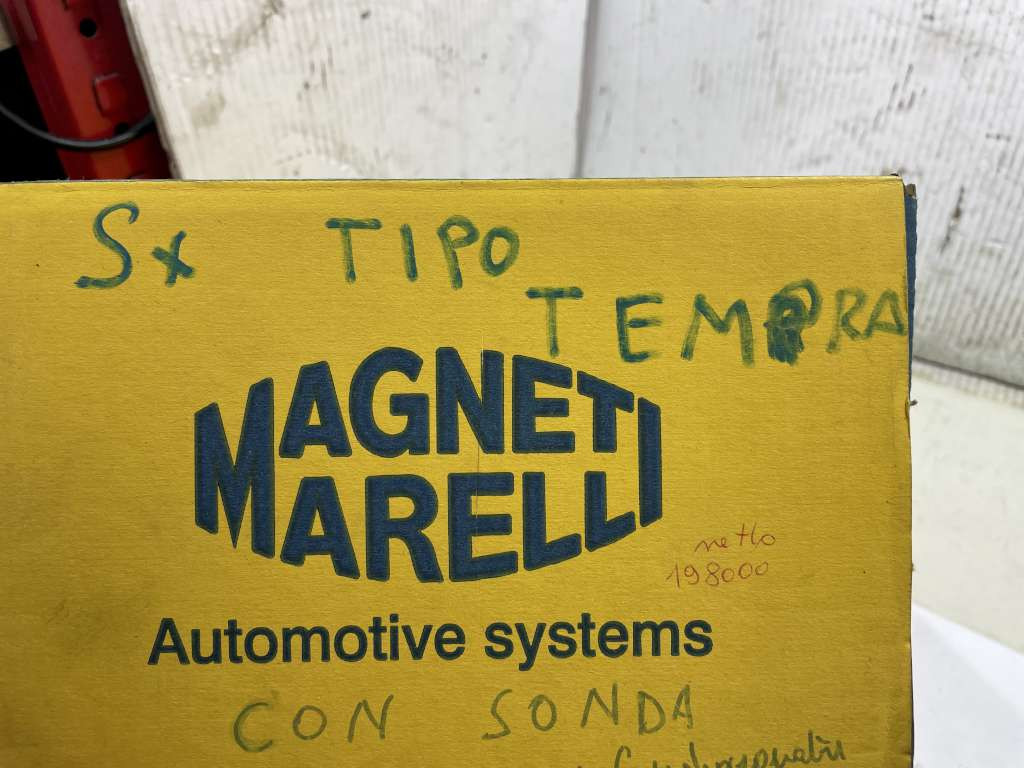 Sx TIPO
TEMPRA
MAGNETI
MARELLI
netto
198000
Automotive systems
CON SONDA